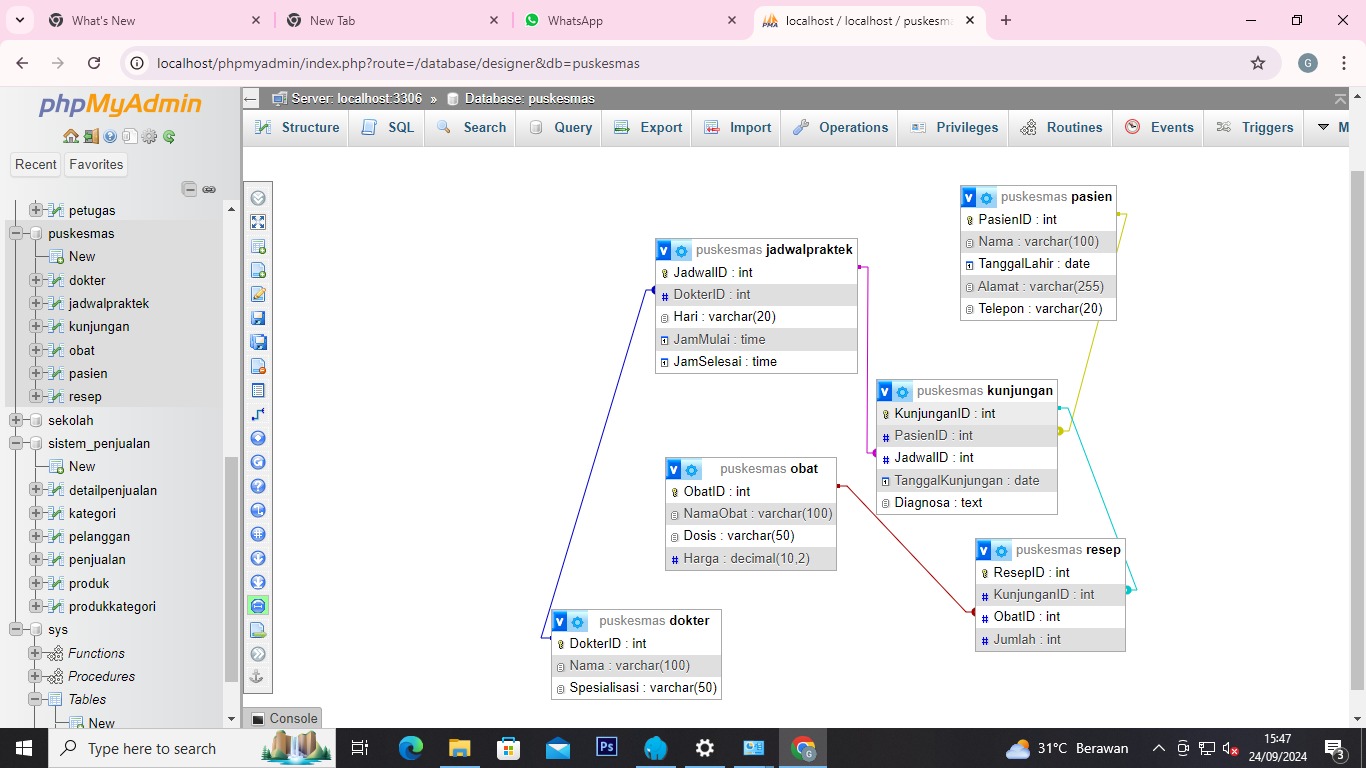 What's New
New Tab
WhatsApp
localhost / localhost / puskesm
localhost/phpmyadmin/index.php?route=/database/designer&db=puskesmas
G
phpMyAdmin
Recent
Favorites
petugas
puskesmas
New
dokter
jadwalpraktek
kunjungan
obat
pasien
resep
sekolah
sistem_penjualan
New
detailpenjualan
kategori
pelanggan
penjualan
produk
produkkategori
sys
Functions
Procedures
Tables
New
Server: localhost:3306 » Database: puskesmas
Structure
SQL
Search
Query
Export
Import
Operations
Privileges
Routines
Events
Triggers
M
puskesmas pasien
PasienID : int
Nama : varchar(100)
TanggalLahir : date
Alamat : varchar(255)
Telepon : varchar(20)
puskesmas jadwalpraktek
JadwalID : int
DokterID : int
Hari : varchar(20)
JamMulai : time
JamSelesai : time
puskesmas kunjungan
KunjunganID : int
PasienID : int
JadwalID : int
TanggalKunjungan : date
Diagnosa : text
puskesmas obat
ObatID : int
NamaObat : varchar(100)
Dosis : varchar(50)
Harga : decimal(10,2)
puskesmas resep
ResepID : int
KunjunganID : int
ObatID : int
Jumlah : int
puskesmas dokter
DokterID : int
Nama : varchar(100)
Spesialisasi : varchar(50)
Console
Type here to search
Ps
31°C Berawan
15:47
24/09/2024
3